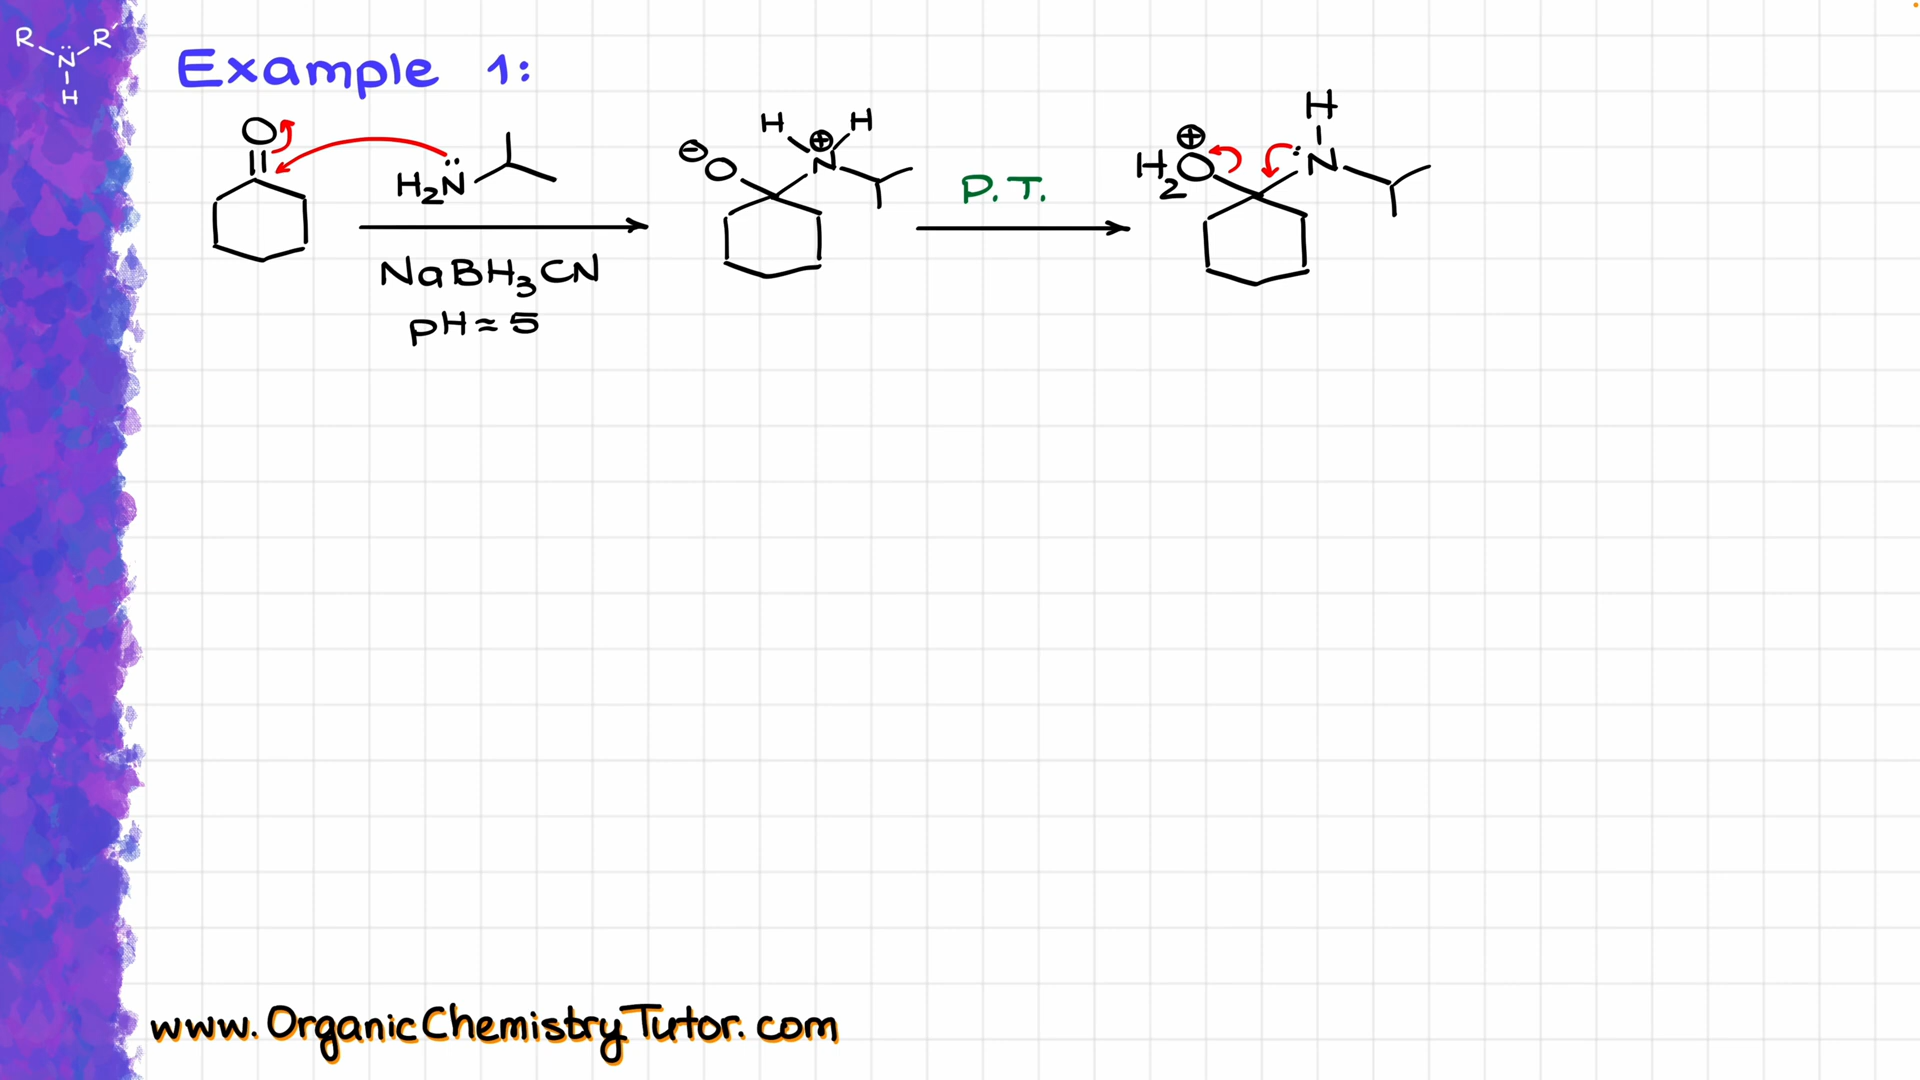 R N̈ R'
H
Example 1:
O
H₂N̈
NaBH₃CN
pH≈5
⊖O H N⊕ H
P.T.
⊕
H₂O :N H
www.OrganicChemistryTutor.com